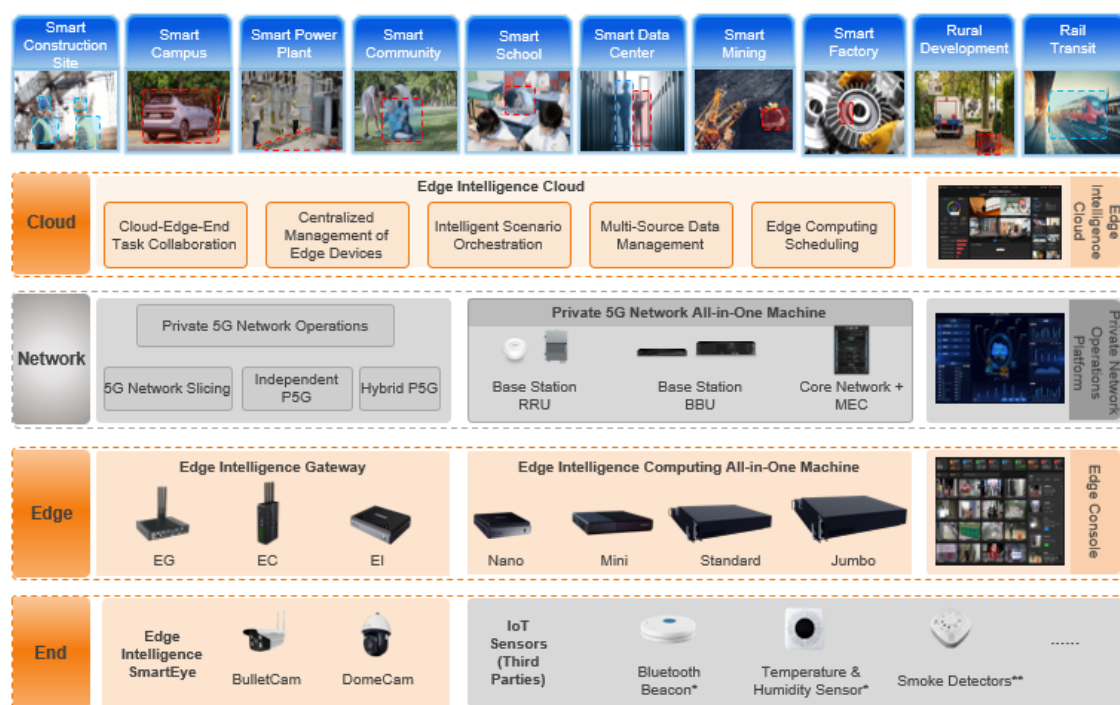 Smart
Construction
Site
Smart
Campus
Smart Power
Plant
Smart
Community
Smart
School
Smart Data
Center
Smart
Mining
Smart
Factory
Rural
Development
Rail
Transit
Cloud
Edge Intelligence Cloud
Cloud-Edge-End
Task Collaboration
Centralized
Management of
Edge Devices
Intelligent Scenario
Orchestration
Multi-Source Data
Management
Edge Computing
Scheduling
Edge
Intelligence
Cloud
Network
Private 5G Network Operations
5G Network Slicing
Independent
P5G
Hybrid P5G
Private 5G Network All-in-One Machine
Base Station
RRU
Base Station
BBU
Core Network +
MEC
Private Network
Operations
Platform
Edge
Edge Intelligence Gateway
EG
EC
EI
Edge Intelligence Computing All-in-One Machine
Nano
Mini
Standard
Jumbo
Edge Console
End
Edge
Intelligence
SmartEye
BulletCam
DomeCam
IoT
Sensors
(Third
Parties)
Bluetooth
Beacon*
Temperature &
Humidity Sensor*
Smoke Detectors**
......